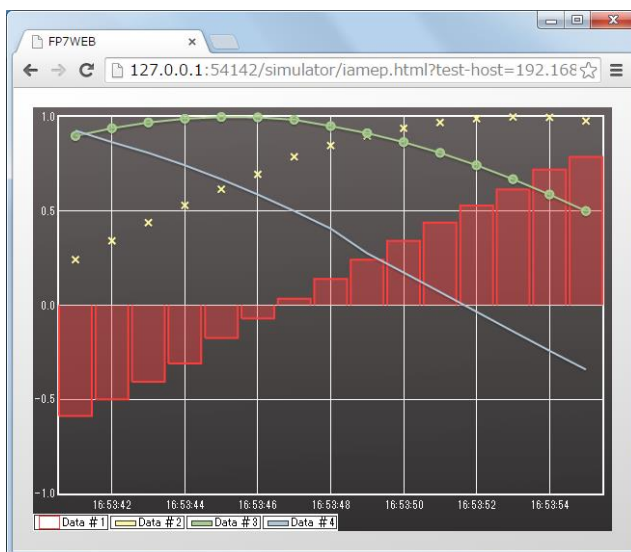 FP7WEB
127.0.0.1:54142/simulator/iamep.html?test-host=192.168
1.0
0.5
0.0
-0.5
-1.0
16:53:42 16:53:44 16:53:46 16:53:48 16:53:50 16:53:52 16:53:54
Data #1 Data #2 Data #3 Data #4